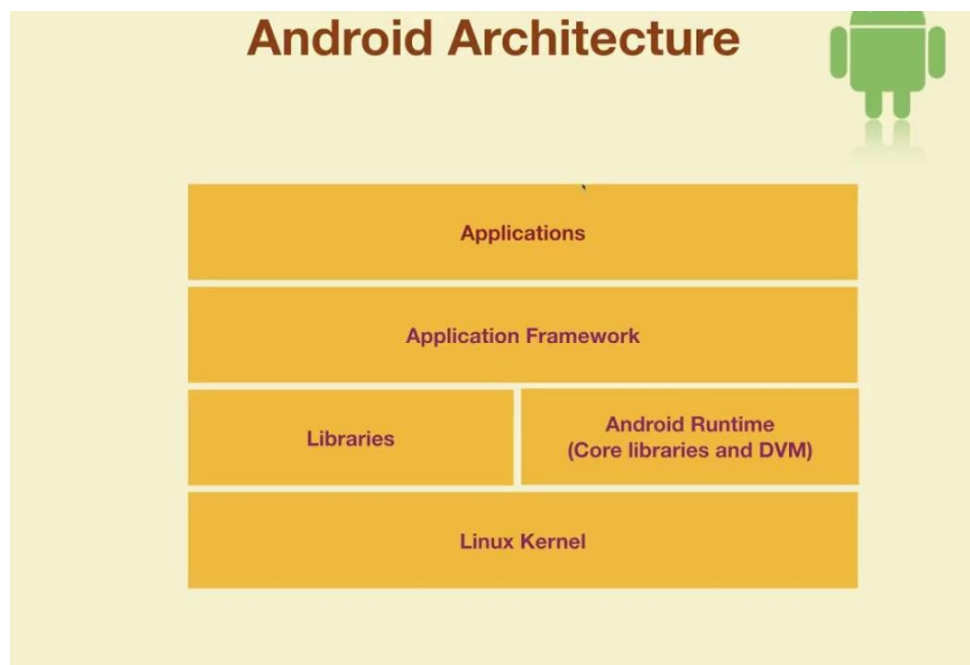 Android Architecture
Applications
Application Framework
Libraries
Android Runtime
(Core libraries and DVM)
Linux Kernel